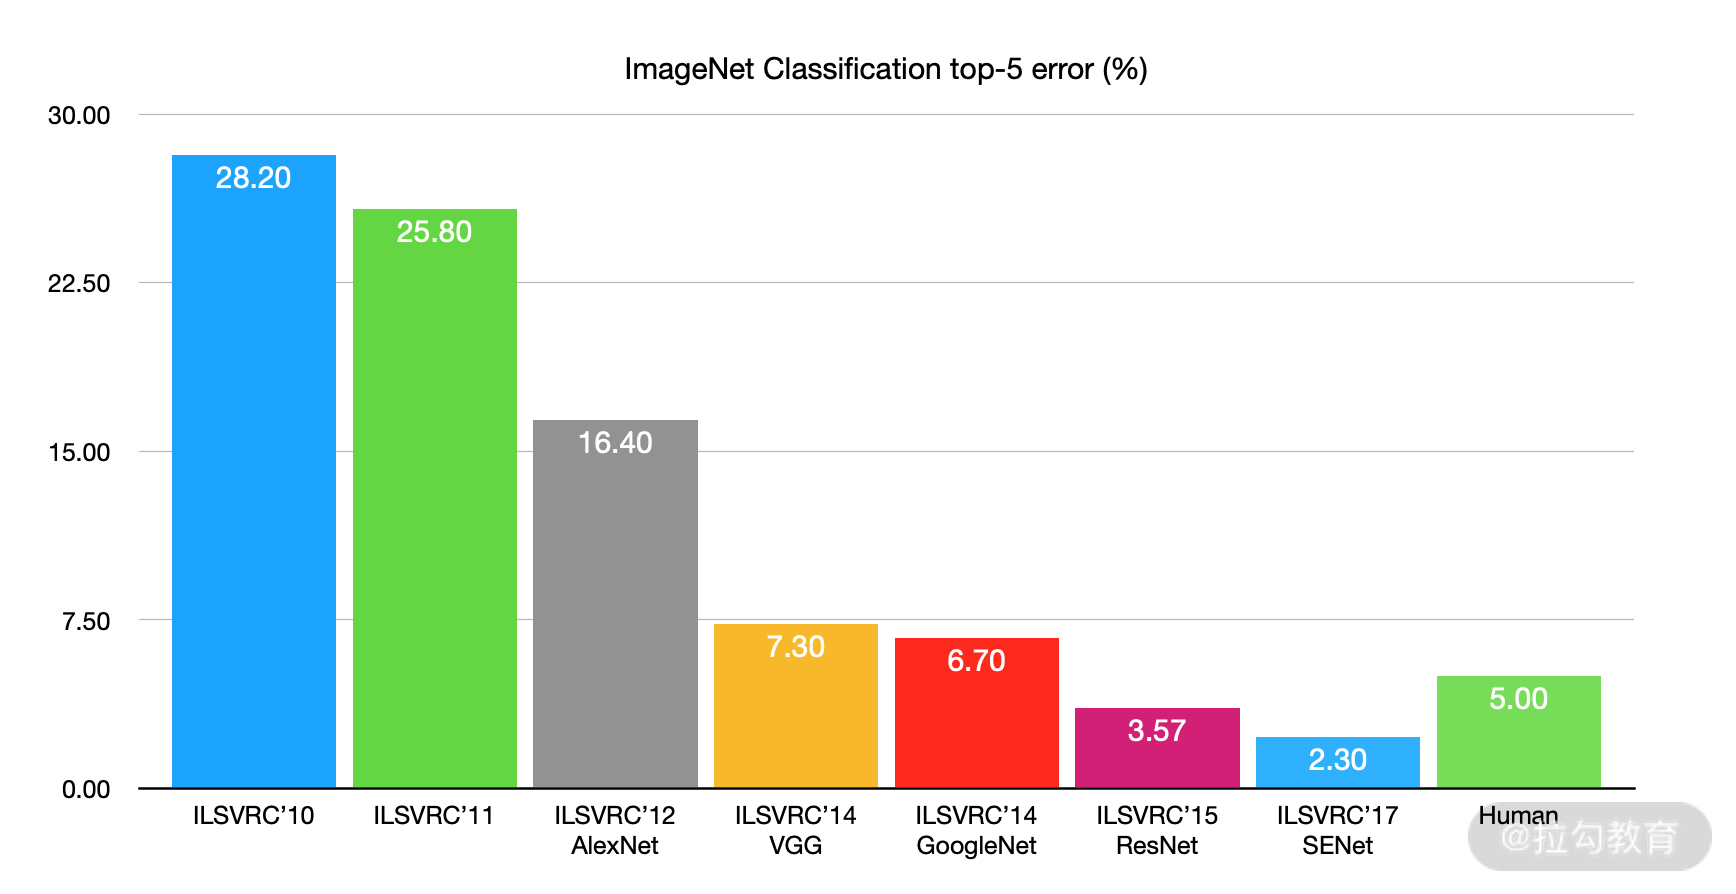 ImageNet Classification top-5 error (%)
30.00
22.50
15.00
7.50
0.00
28.20
25.80
16.40
7.30
6.70
3.57
2.30
5.00
ILSVRC’10
ILSVRC’11
ILSVRC’12
AlexNet
ILSVRC’14
VGG
ILSVRC’14
GoogleNet
ILSVRC’15
ResNet
ILSVRC’17
SENet
Human
@拉勾教育